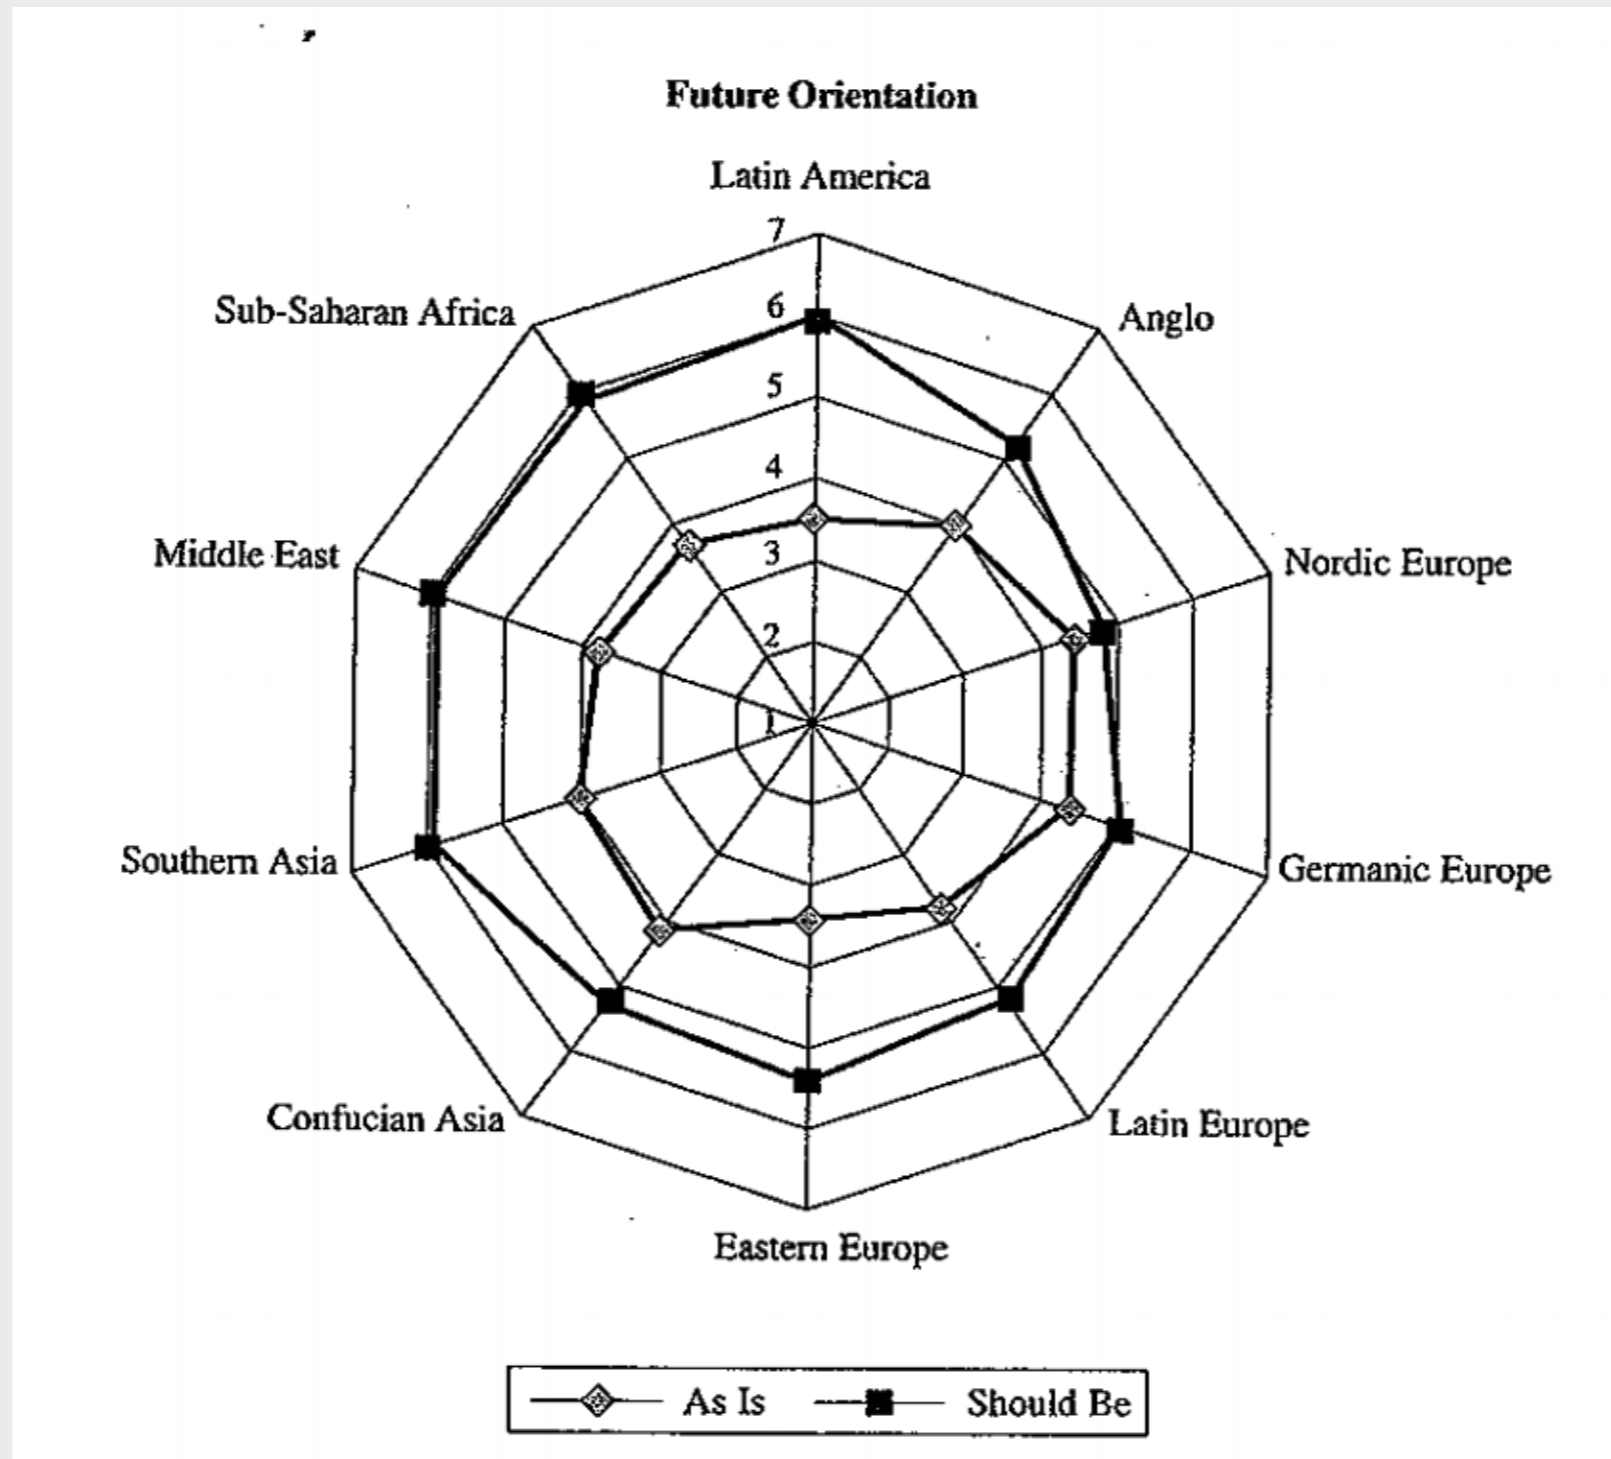 Future Orientation
Latin America
7
Sub-Saharan Africa
6
Anglo
5
4
Middle East
3
Nordic Europe
2
1
Southern Asia
Germanic Europe
Confucian Asia
Latin Europe
Eastern Europe
As Is Should Be